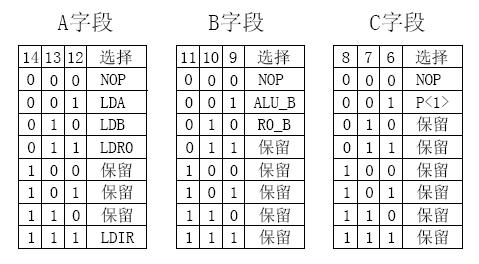 A字段 B字段 C字段
14 13 12 选择 11 10 9 选择 8 7 6 选择
0 0 0 NOP 0 0 0 NOP 0 0 0 NOP
0 0 1 LDA 0 0 1 ALU_B 0 0 1 P<1>
0 1 0 LDB 0 1 0 R0_B 0 1 0 保留
0 1 1 LDR0 0 1 1 保留 0 1 1 保留
1 0 0 保留 1 0 0 保留 1 0 0 保留
1 0 1 保留 1 0 1 保留 1 0 1 保留
1 1 0 保留 1 1 0 保留 1 1 0 保留
1 1 1 LDIR 1 1 1 保留 1 1 1 保留